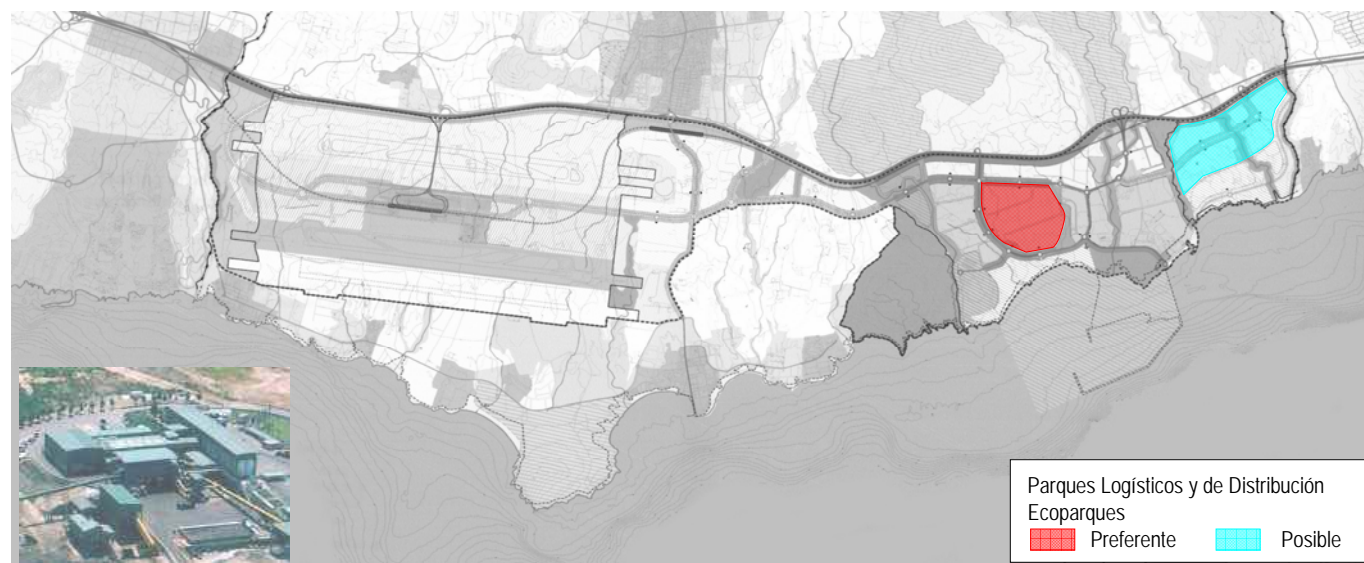 Parques Logísticos y de Distribución
Ecoparques
Preferente
Posible